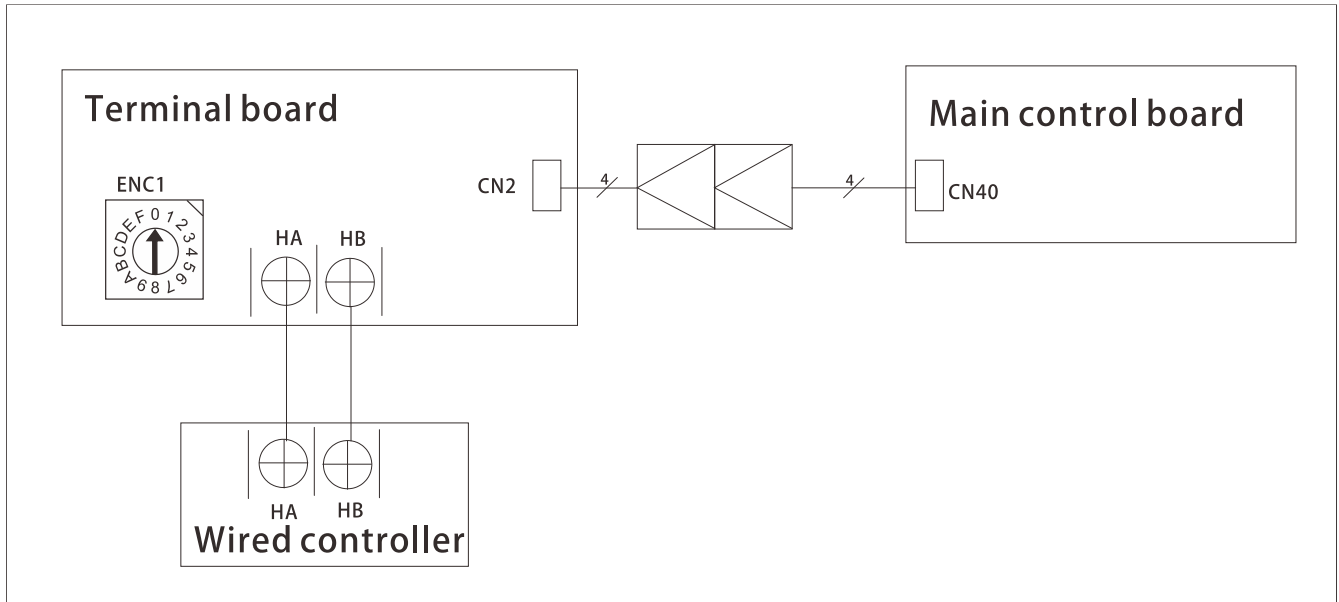 Terminal board
Main control board
ENC1
0123456789ABCDEF
CN2
4
4
CN40
HA
HB
HA
HB
Wired controller